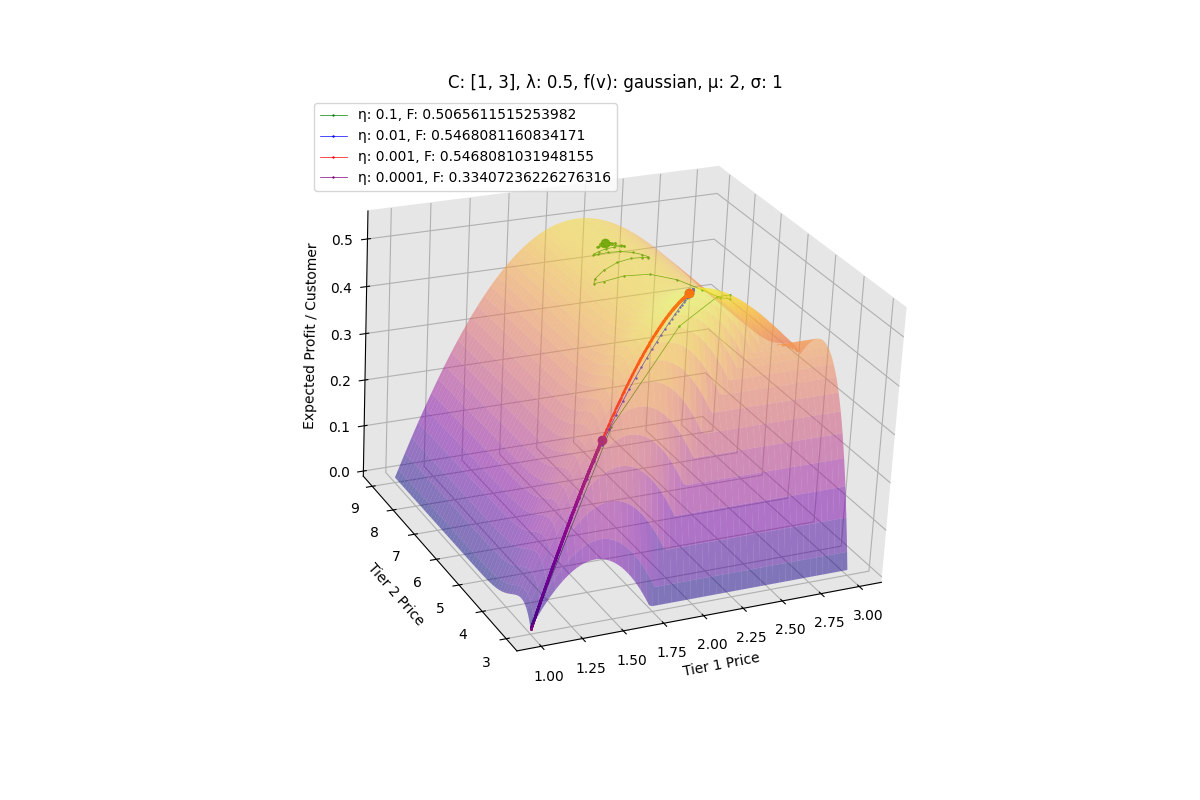 C: [1, 3], λ: 0.5, f(v): gaussian, μ: 2, σ: 1
η: 0.1, F: 0.5065611515253982
η: 0.01, F: 0.5468081160834171
η: 0.001, F: 0.5468081031948155
η: 0.0001, F: 0.33407236226276316
Expected Profit / Customer
0.5
0.4
0.3
0.2
0.1
0.0
9
8
7
6
5
4
3
Tier 2 Price
1.00
1.25
1.50
1.75
2.00
2.25
2.50
2.75
3.00
Tier 1 Price